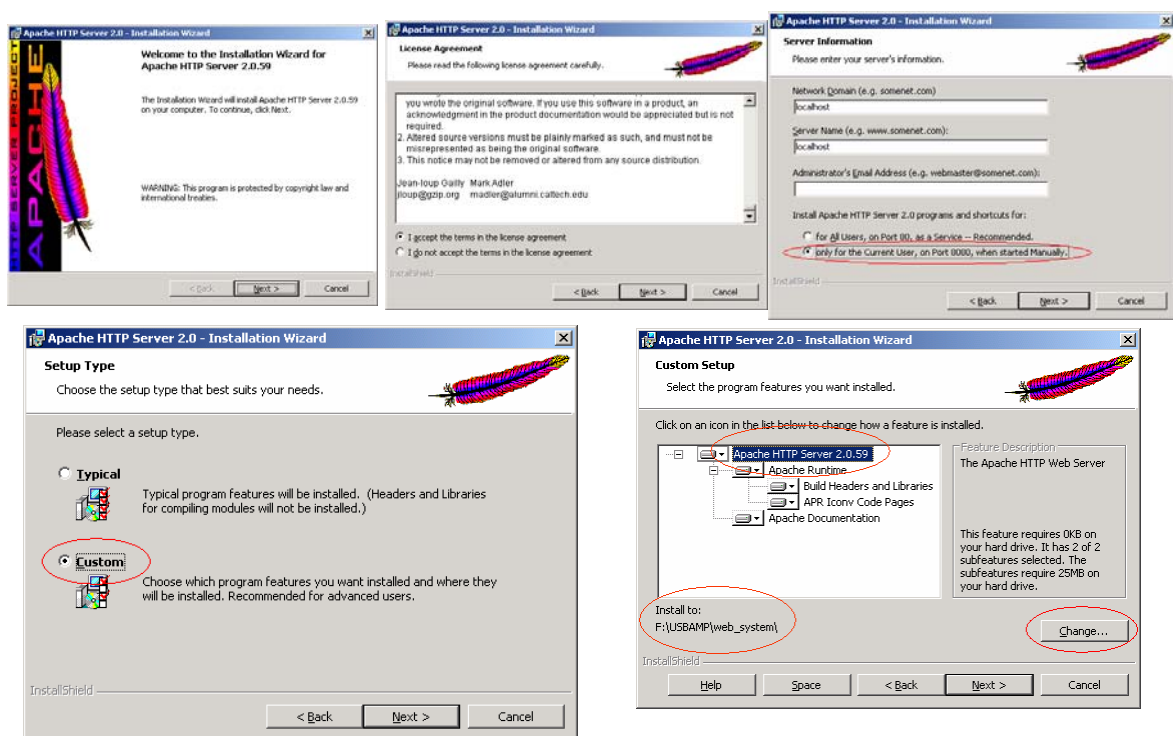 Apache HTTP Server 2.0 - Installation Wizard
HTTP SERVER PROJECT
APACHE
Welcome to the Installation Wizard for
Apache HTTP Server 2.0.59
The Installation Wizard will install Apache HTTP Server 2.0.59
on your computer. To continue, click Next.
WARNING: This program is protected by copyright law and
international treaties.
< Back
Next >
Cancel
Apache HTTP Server 2.0 - Installation Wizard
License Agreement
Please read the following license agreement carefully.
you wrote the original software. If you use this software in a product, an
acknowledgment in the product documentation would be appreciated but is not
required.
2. Altered source versions must be plainly marked as such, and must not be
misrepresented as being the original software.
3. This notice may not be removed or altered from any source distribution.
Jean-loup Gailly Mark Adler
jloup@gzip.org madler@alumni.caltech.edu
I accept the terms in the license agreement
I do not accept the terms in the license agreement
InstallShield
< Back
Next >
Cancel
Apache HTTP Server 2.0 - Installation Wizard
Server Information
Please enter your server's information.
Network Domain (e.g. somenet.com)
localhost
Server Name (e.g. www.somenet.com):
localhost
Administrator's Email Address (e.g. webmaster@somenet.com):
Install Apache HTTP Server 2.0 programs and shortcuts for:
for All Users, on Port 80, as a Service -- Recommended.
only for the Current User, on Port 8080, when started Manually.
InstallShield
< Back
Next >
Cancel
Apache HTTP Server 2.0 - Installation Wizard
Setup Type
Choose the setup type that best suits your needs.
Please select a setup type.
Typical
Typical program features will be installed. (Headers and Libraries
for compiling modules will not be installed.)
Custom
Choose which program features you want installed and where they
will be installed. Recommended for advanced users.
InstallShield
< Back
Next >
Cancel
Apache HTTP Server 2.0 - Installation Wizard
Custom Setup
Select the program features you want installed.
Click on an icon in the list below to change how a feature is installed.
Apache HTTP Server 2.0.59
Apache Runtime
Build Headers and Libraries
APR Iconv Code Pages
Apache Documentation
Feature Description
The Apache HTTP Web Server
This feature requires 0KB on
your hard drive. It has 2 of 2
subfeatures selected. The
subfeatures require 25MB on
your hard drive.
Install to:
F:\USBAMP\web_system\
Change...
InstallShield
Help
Space
< Back
Next >
Cancel